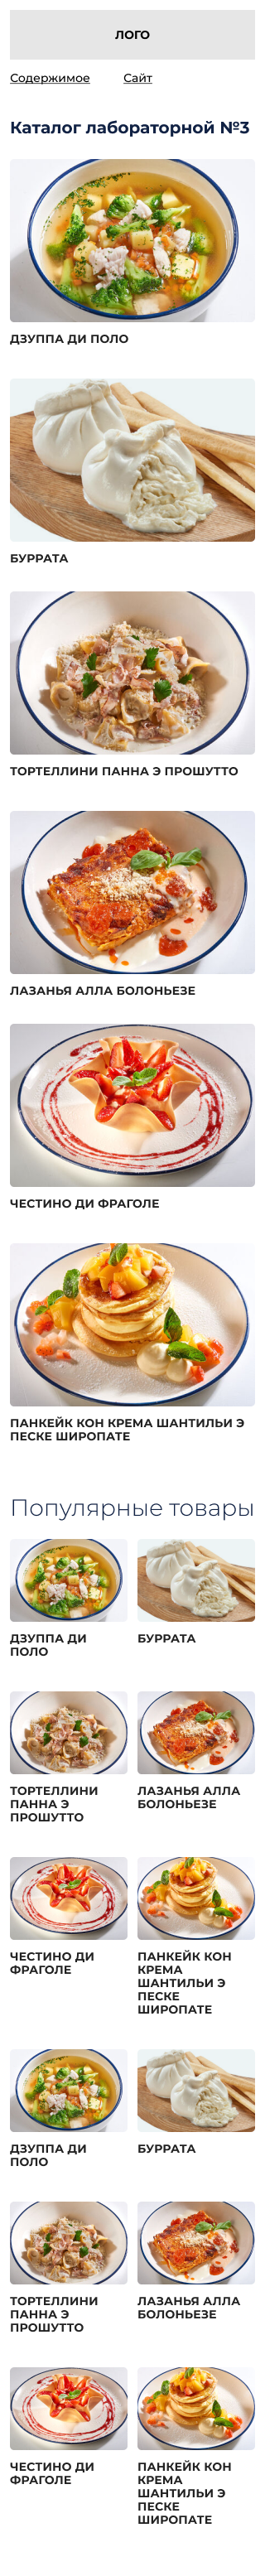 ЛОГО
Содержимое Сайт
Каталог лабораторной №3
ДЗУППА ДИ ПОЛО
БУРРАТА
ТОРТЕЛЛИНИ ПАННА Э ПРОШУТТО
ЛАЗАНЬЯ АЛЛА БОЛОНЬЕЗЕ
ЧЕСТИНО ДИ ФРАГОЛЕ
ПАНКЕЙК КОН КРЕМА ШАНТИЛЬИ Э
ПЕСКЕ ШИРОПАТЕ
Популярные товары
ДЗУППА ДИ
ПОЛО
БУРРАТА
ТОРТЕЛЛИНИ
ПАННА Э
ПРОШУТТО
ЛАЗАНЬЯ АЛЛА
БОЛОНЬЕЗЕ
ЧЕСТИНО ДИ
ФРАГОЛЕ
ПАНКЕЙК КОН
КРЕМА
ШАНТИЛЬИ Э
ПЕСКЕ
ШИРОПАТЕ
ДЗУППА ДИ
ПОЛО
БУРРАТА
ТОРТЕЛЛИНИ
ПАННА Э
ПРОШУТТО
ЛАЗАНЬЯ АЛЛА
БОЛОНЬЕЗЕ
ЧЕСТИНО ДИ
ФРАГОЛЕ
ПАНКЕЙК КОН
КРЕМА
ШАНТИЛЬИ Э
ПЕСКЕ
ШИРОПАТЕ